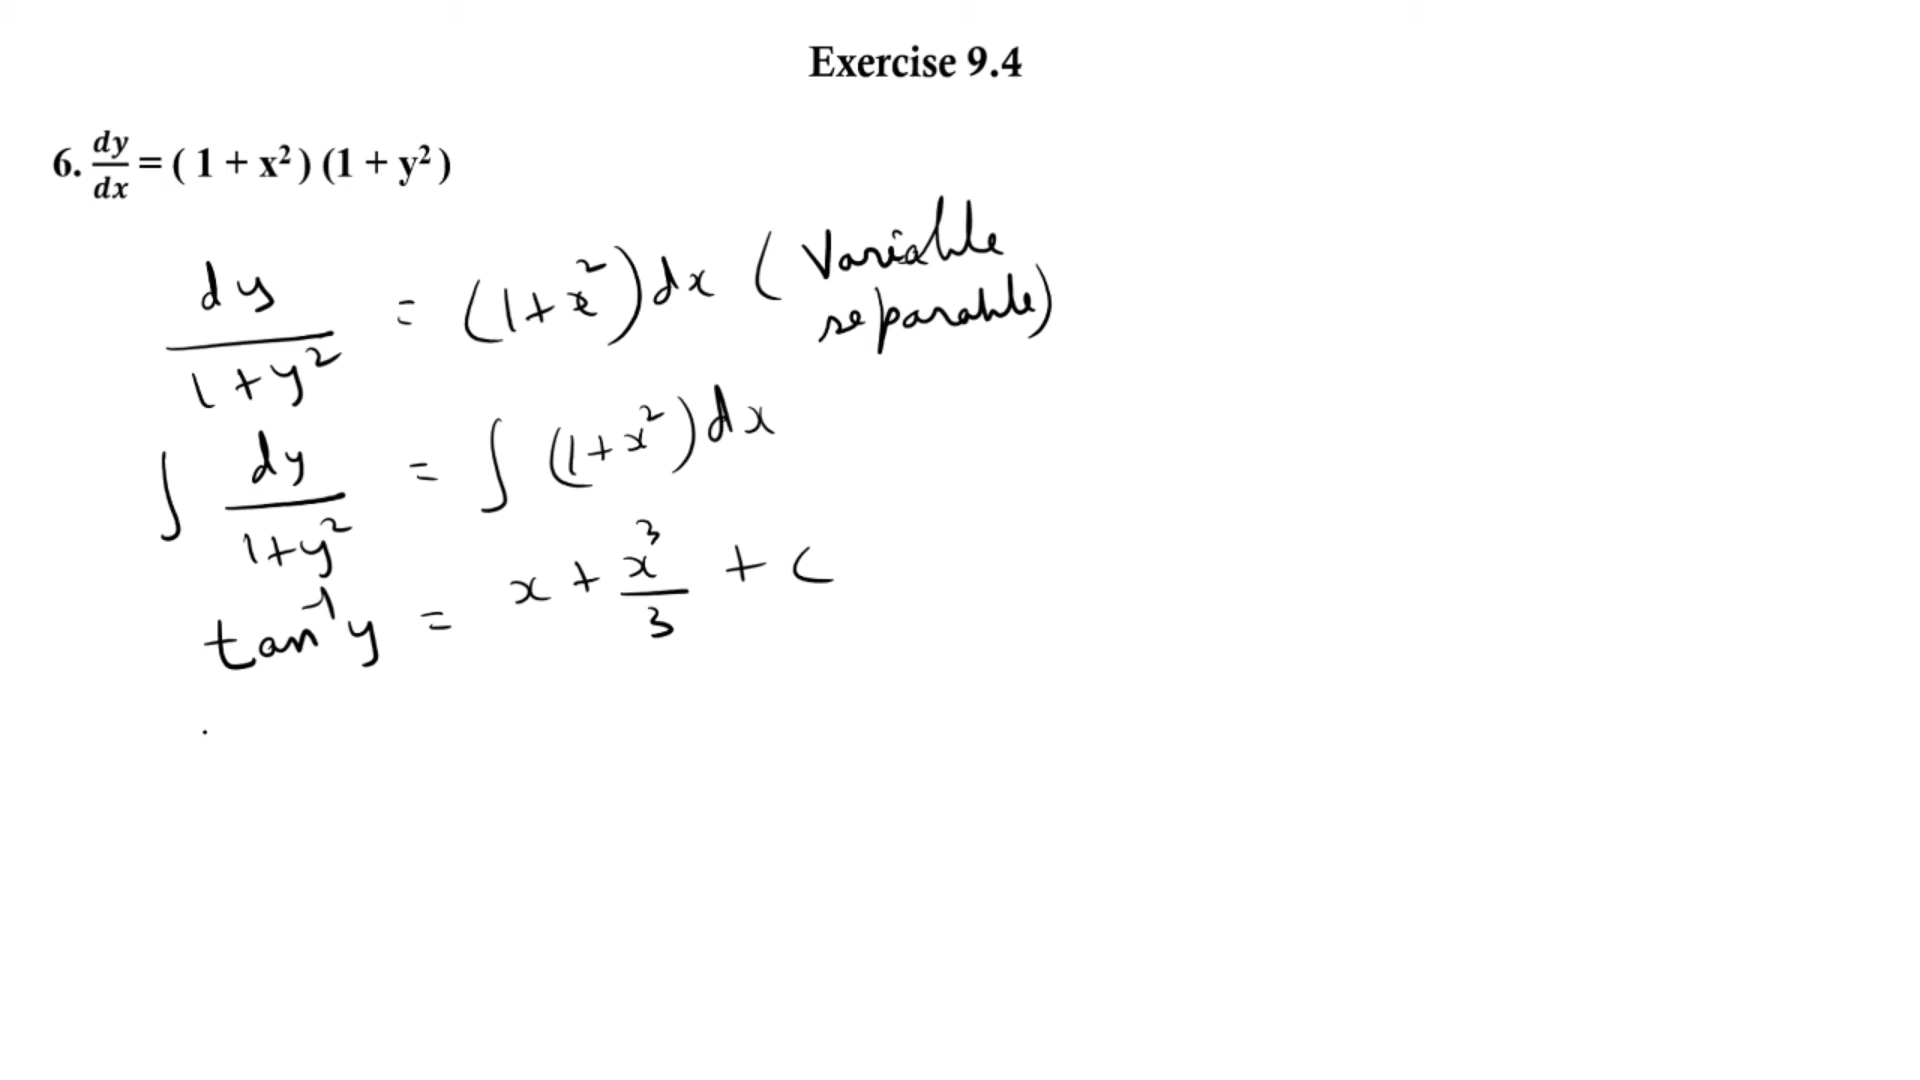 Exercise 9.4
6. dy/dx = ( 1 + x² ) (1 + y² )
dy/1+y² = (1+x²)dx ( Variable
separable)
∫ dy/1+y² = ∫ (1+x²)dx
tan⁻¹y = x + x³/3 + C